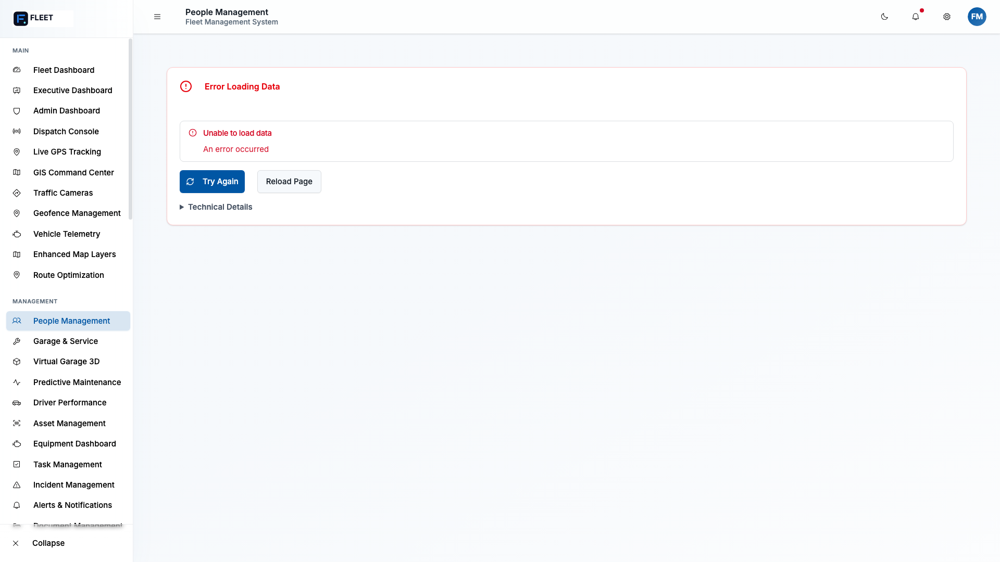 FLEET
MAIN
Fleet Dashboard
Executive Dashboard
Admin Dashboard
Dispatch Console
Live GPS Tracking
GIS Command Center
Traffic Cameras
Geofence Management
Vehicle Telemetry
Enhanced Map Layers
Route Optimization
MANAGEMENT
People Management
Garage & Service
Virtual Garage 3D
Predictive Maintenance
Driver Performance
Asset Management
Equipment Dashboard
Task Management
Incident Management
Alerts & Notifications
Document Management
Collapse
People Management
Fleet Management System
FM
Error Loading Data
Unable to load data
An error occurred
Try Again
Reload Page
Technical Details